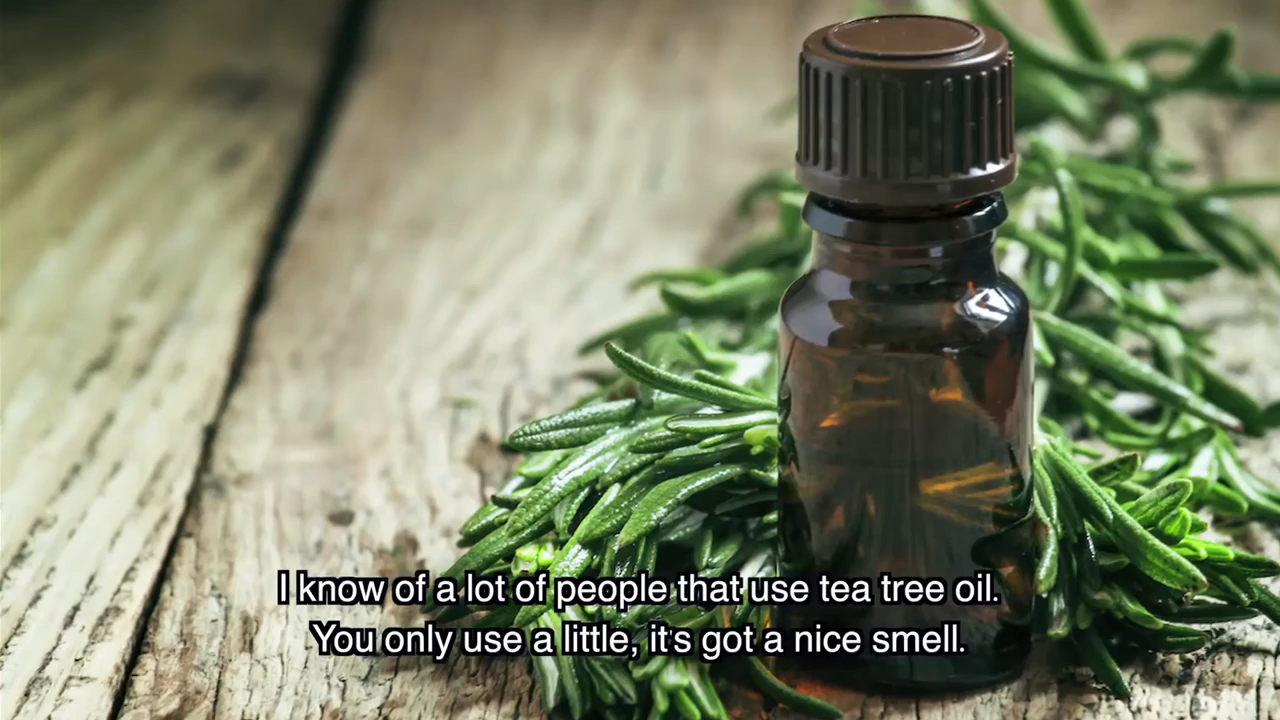 I know of a lot of people that use tea tree oil.
You only use a little, it's got a nice smell.